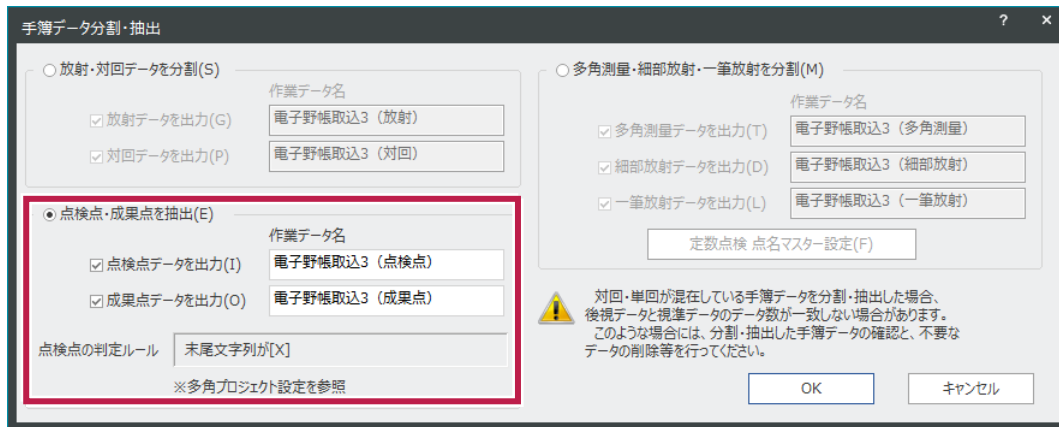 手簿データ分割・抽出
? ×
放射・対回データを分割(S)
作業データ名
放射データを出力(G)
電子野帳取込3（放射）
対回データを出力(P)
電子野帳取込3（対回）
点検点・成果点を抽出(E)
作業データ名
点検点データを出力(I)
電子野帳取込3（点検点）
成果点データを出力(O)
電子野帳取込3（成果点）
点検点の判定ルール
末尾文字列が[X]
※多角プロジェクト設定を参照
多角測量・細部放射・一筆放射を分割(M)
作業データ名
多角測量データを出力(T)
電子野帳取込3（多角測量）
細部放射データを出力(D)
電子野帳取込3（細部放射）
一筆放射データを出力(L)
電子野帳取込3（一筆放射）
定数点検 点名マスター設定(F)
対回・単回が混在している手簿データを分割・抽出した場合、
後視データと視準データのデータ数が一致しない場合があります。
このような場合には、分割・抽出した手簿データの確認と、不要な
データの削除等を行ってください。
OK
キャンセル